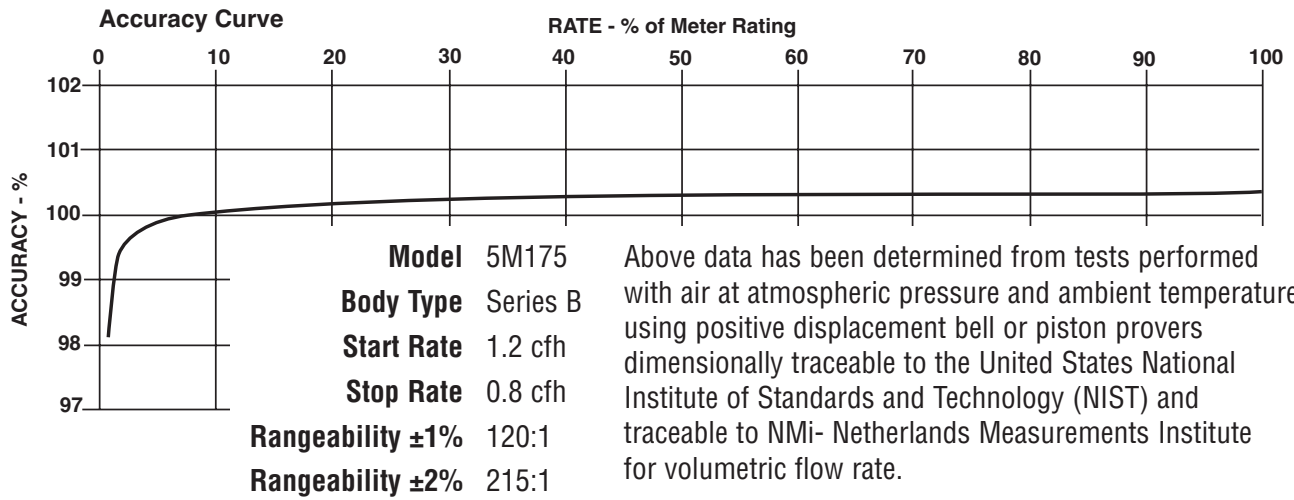 Accuracy Curve
RATE - % of Meter Rating
0 10 20 30 40 50 60 70 80 90 100
102
101
100
99
98
97
ACCURACY - %
Model 5M175
Body Type Series B
Start Rate 1.2 cfh
Stop Rate 0.8 cfh
Rangeability ±1% 120:1
Rangeability ±2% 215:1
Above data has been determined from tests performed
with air at atmospheric pressure and ambient temperature
using positive displacement bell or piston provers
dimensionally traceable to the United States National
Institute of Standards and Technology (NIST) and
traceable to NMi- Netherlands Measurements Institute
for volumetric flow rate.